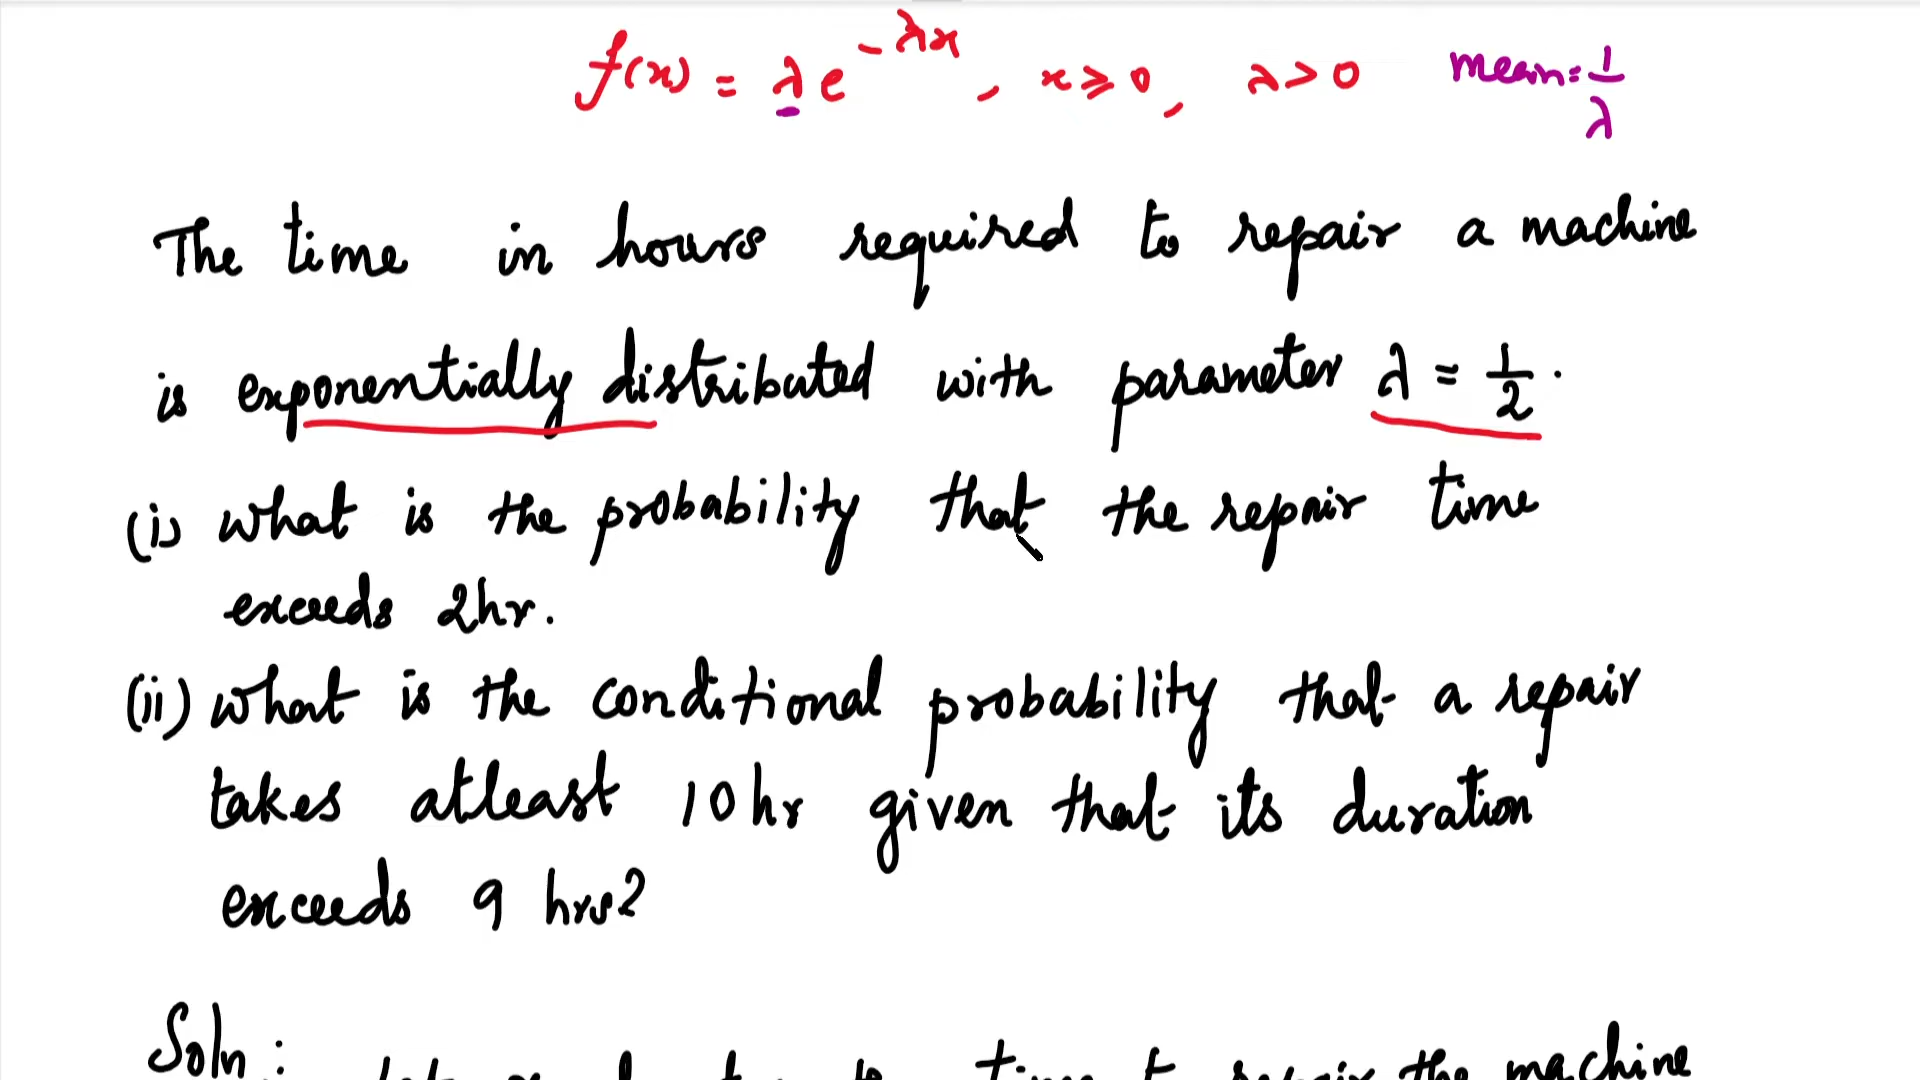 f(x) = λe^{-λx}, x ≥ 0, λ > 0 mean = 1/λ
The time in hours required to repair a machine
is exponentially distributed with parameter λ = 1/2.
(i) what is the probability that the repair time
exceeds 2hr.
(ii) what is the conditional probability that a repair
takes atleast 10hr given that its duration
exceeds 9 hrs?
Soln: the machine